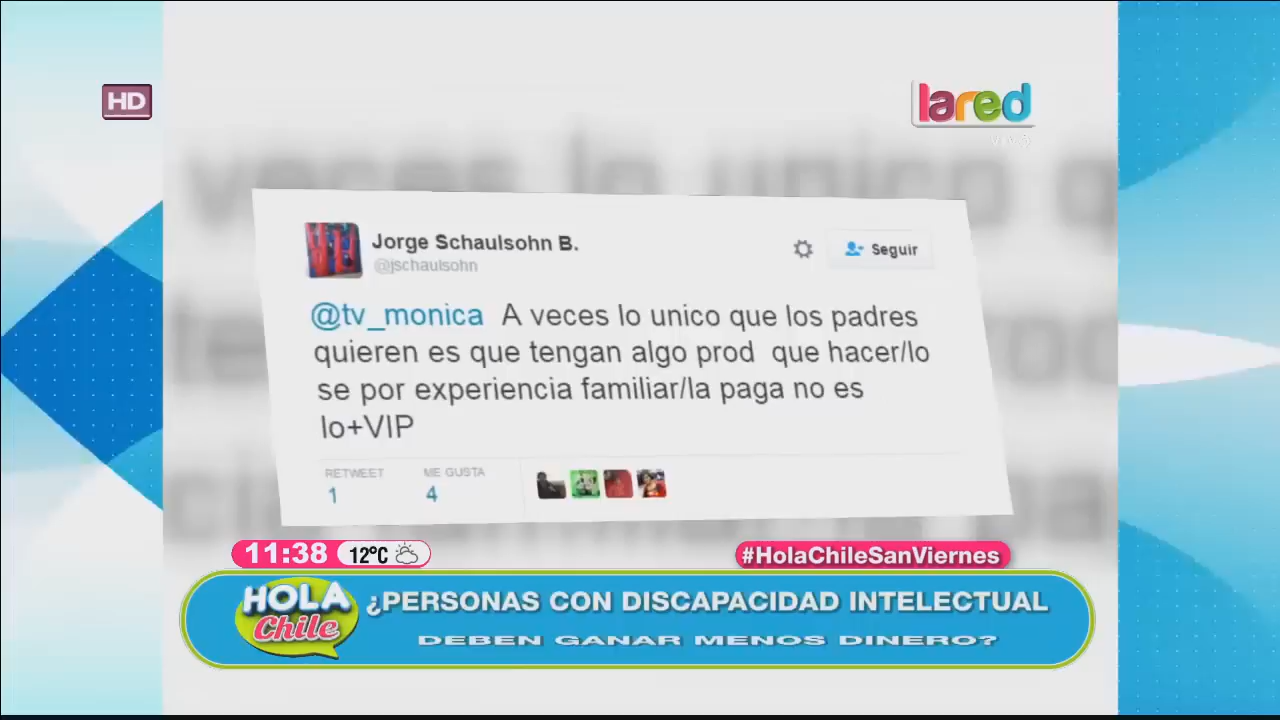 HD
lared
Jorge Schaulsohn B.
@jschaulsohn
Seguir
@tv_monica A veces lo unico que los padres
quieren es que tengan algo prod que hacer/lo
se por experiencia familiar/la paga no es
lo+VIP
RETWEET
ME GUSTA
1
4
11:38 12°C
#HolaChileSanViernes
HOLA
Chile
¿PERSONAS CON DISCAPACIDAD INTELECTUAL
DEBEN GANAR MENOS DINERO?